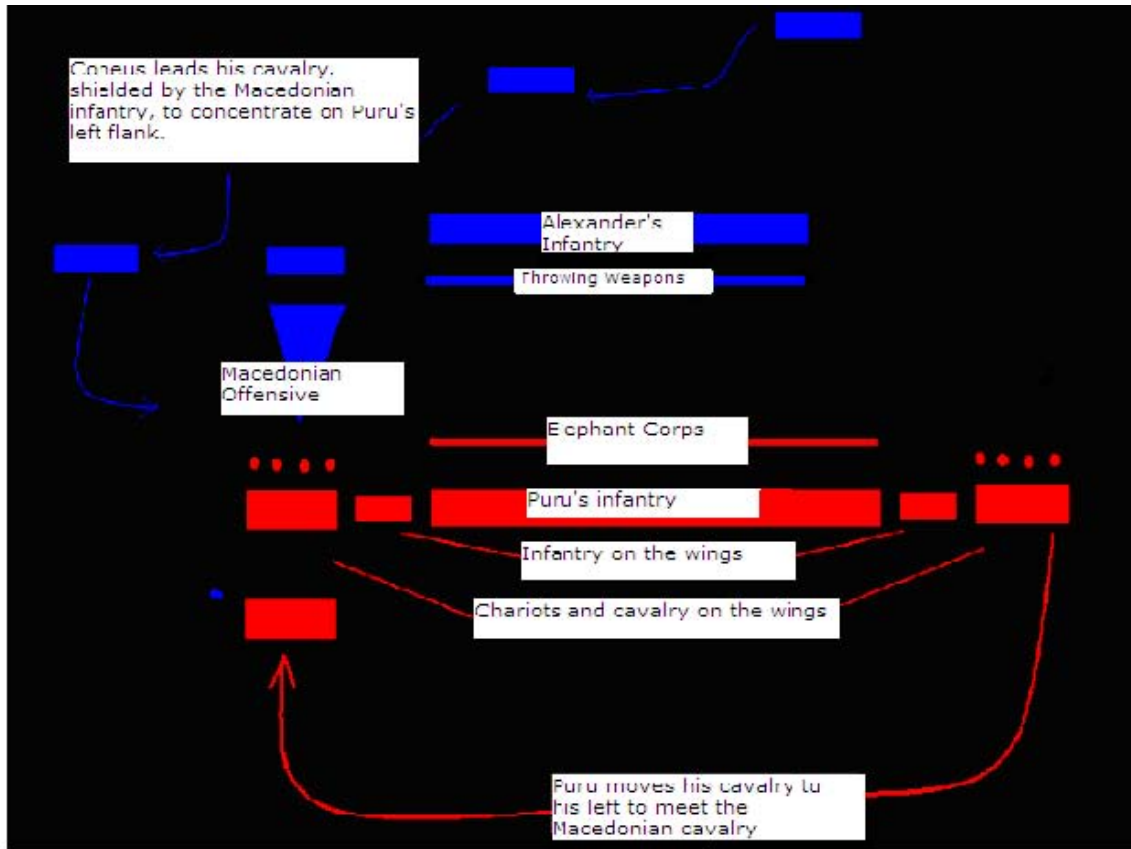 Coneus leads his cavalry,
shielded by the Macedonian
infantry, to concentrate on Puru's
left flank.
Alexander's
Infantry
Throwing Weapons
Macedonian
Offensive
Elephant Corps
Puru's infantry
Infantry on the wings
Chariots and cavalry on the wings
Puru moves his cavalry to
his left to meet the
Macedonian cavalry